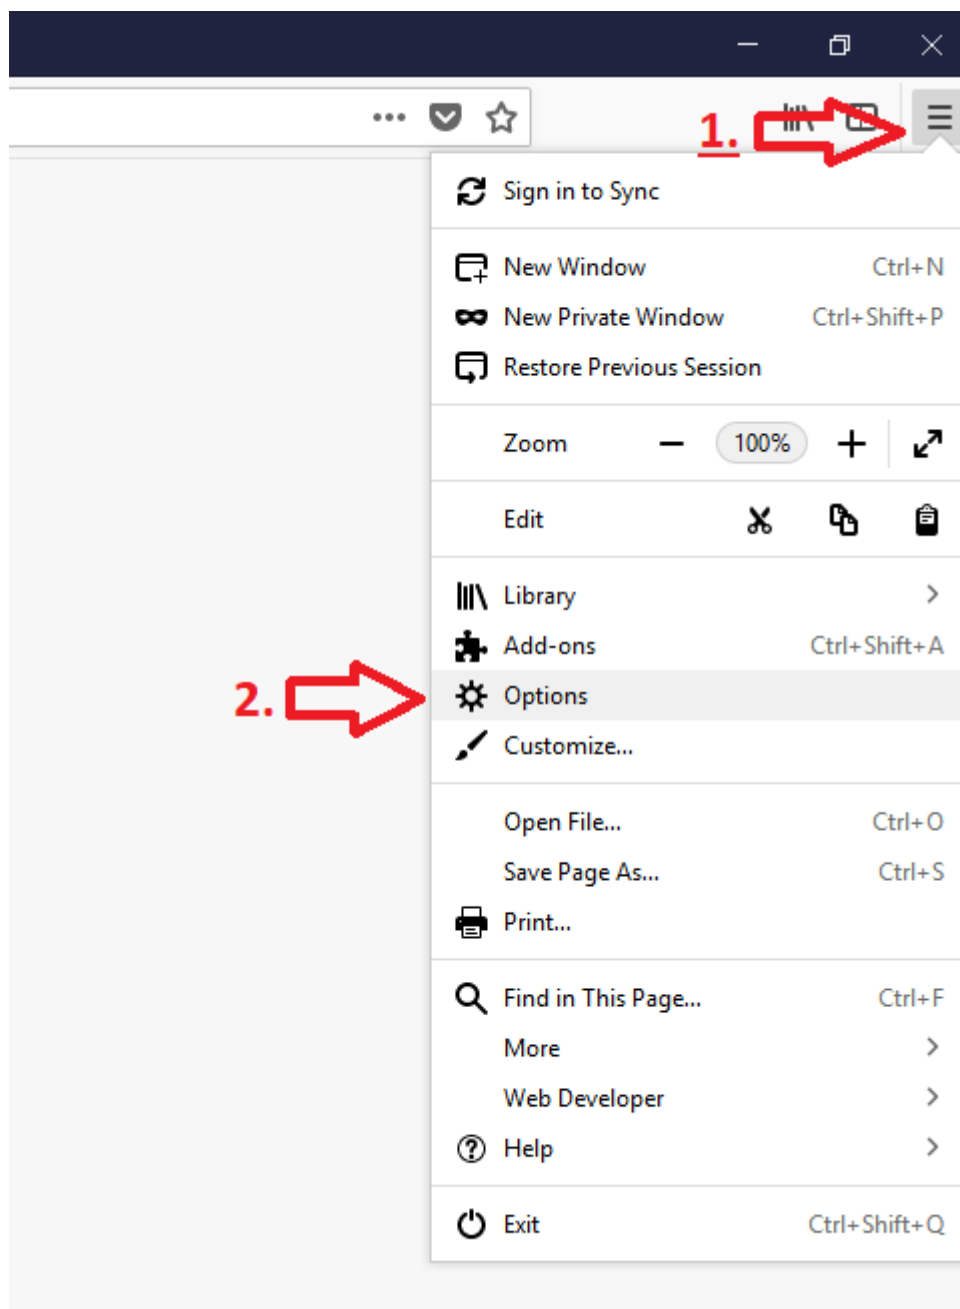 1.
Sign in to Sync
New Window Ctrl+N
New Private Window Ctrl+Shift+P
Restore Previous Session
Zoom 100%
Edit
Library
Add-ons Ctrl+Shift+A
2. Options
Customize...
Open File... Ctrl+O
Save Page As... Ctrl+S
Print...
Find in This Page... Ctrl+F
More
Web Developer
Help
Exit Ctrl+Shift+Q